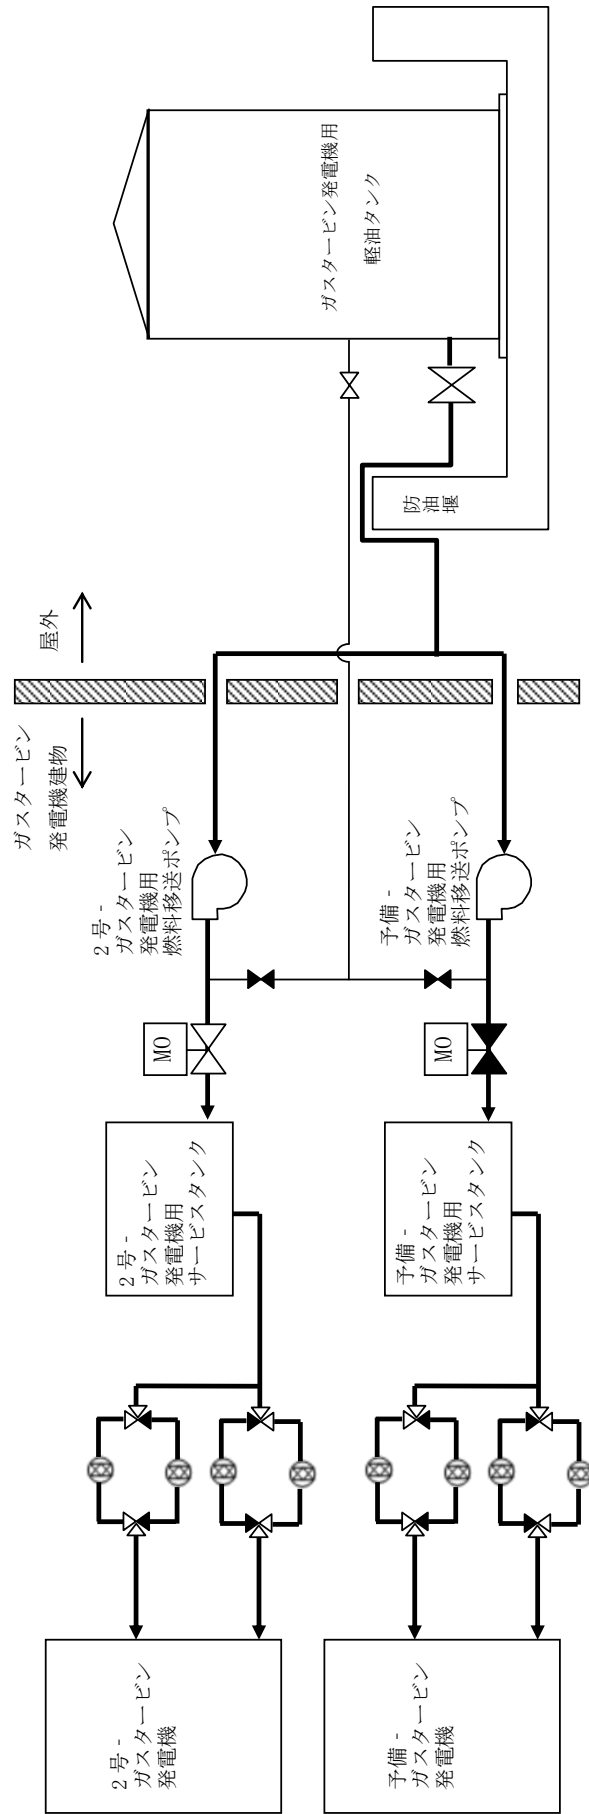 ガスタービン発電機用
軽油タンク
防
油
堰
屋外
ガスタービン
発電機建物
2号-
ガスタービン
発電機用
燃料移送ポンプ
予備-
ガスタービン
発電機用
燃料移送ポンプ
MO
MO
2号-
ガスタービン
発電機用
サービスタンク
予備-
ガスタービン
発電機用
サービスタンク
2号-
ガスタービン
発電機
予備-
ガスタービン
発電機